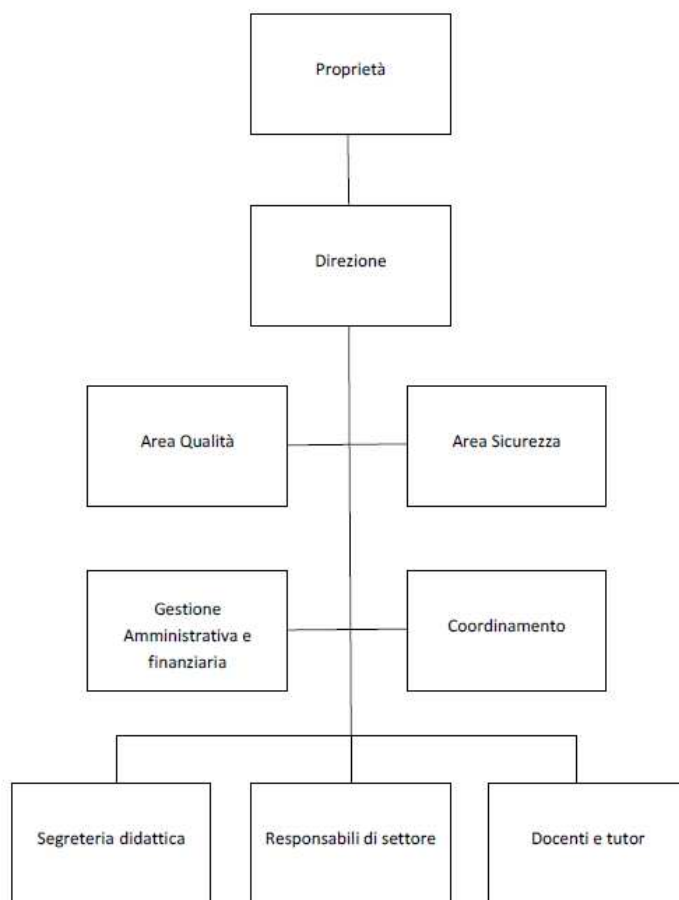 Proprietà
Direzione
Area Qualità
Area Sicurezza
Gestione
Amministrativa e
finanziaria
Coordinamento
Segreteria didattica
Responsabili di settore
Docenti e tutor